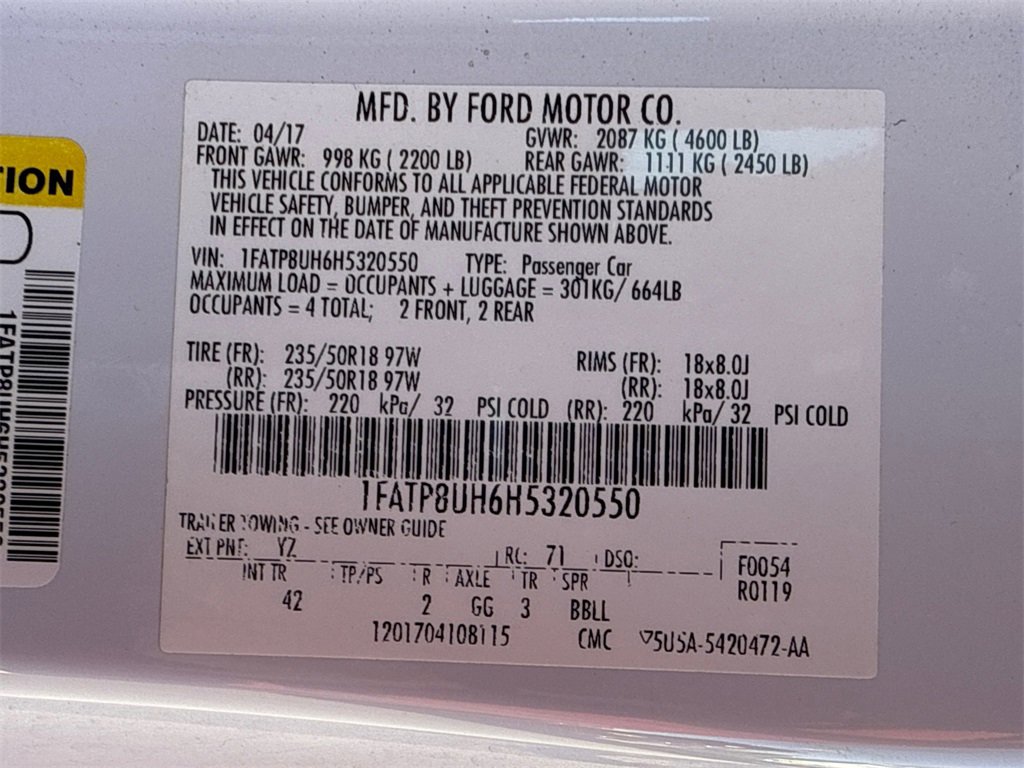 MFD. BY FORD MOTOR CO.
DATE: 04/17 GVWR: 2087 KG ( 4600 LB)
FRONT GAWR: 998 KG ( 2200 LB) REAR GAWR: 1111 KG ( 2450 LB)
THIS VEHICLE CONFORMS TO ALL APPLICABLE FEDERAL MOTOR
VEHICLE SAFETY, BUMPER, AND THEFT PREVENTION STANDARDS
IN EFFECT ON THE DATE OF MANUFACTURE SHOWN ABOVE.
VIN: 1FATP8UH6H5320550 TYPE: Passenger Car
MAXIMUM LOAD = OCCUPANTS + LUGGAGE = 301KG/ 664LB
OCCUPANTS = 4 TOTAL; 2 FRONT, 2 REAR
TIRE (FR): 235/50R18 97W RIMS (FR): 18x8.0J
(RR): 235/50R18 97W (RR): 18x8.0J
PRESSURE (FR): 220 kPa/ 32 PSI COLD (RR): 220 kPa/ 32 PSI COLD
1FATP8UH6H5320550
TRAILER TOWING - SEE OWNER GUIDE
EXT PNT: YZ RC: 71 DSO: F0054
INT TR TP/PS R AXLE TR SPR R0119
42 2 GG 3 BBLL
1201704108115 CMC 5USA-5420472-AA
TION
1FATP8UH6H5320550